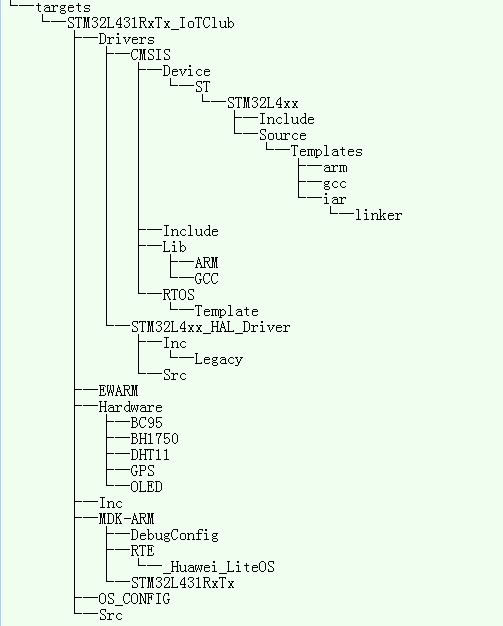 targets
STM32L431RxTx_IoTClub
Drivers
CMSIS
Device
ST
STM32L4xx
Include
Source
Templates
arm
gcc
iar
linker
Include
Lib
ARM
GCC
RTOS
Template
STM32L4xx_HAL_Driver
Inc
Legacy
Src
EWARM
Hardware
BC95
BH1750
DHT11
GPS
OLED
Inc
MDK-ARM
DebugConfig
RTE
_Huawei_LiteOS
STM32L431RxTx
OS_CONFIG
Src